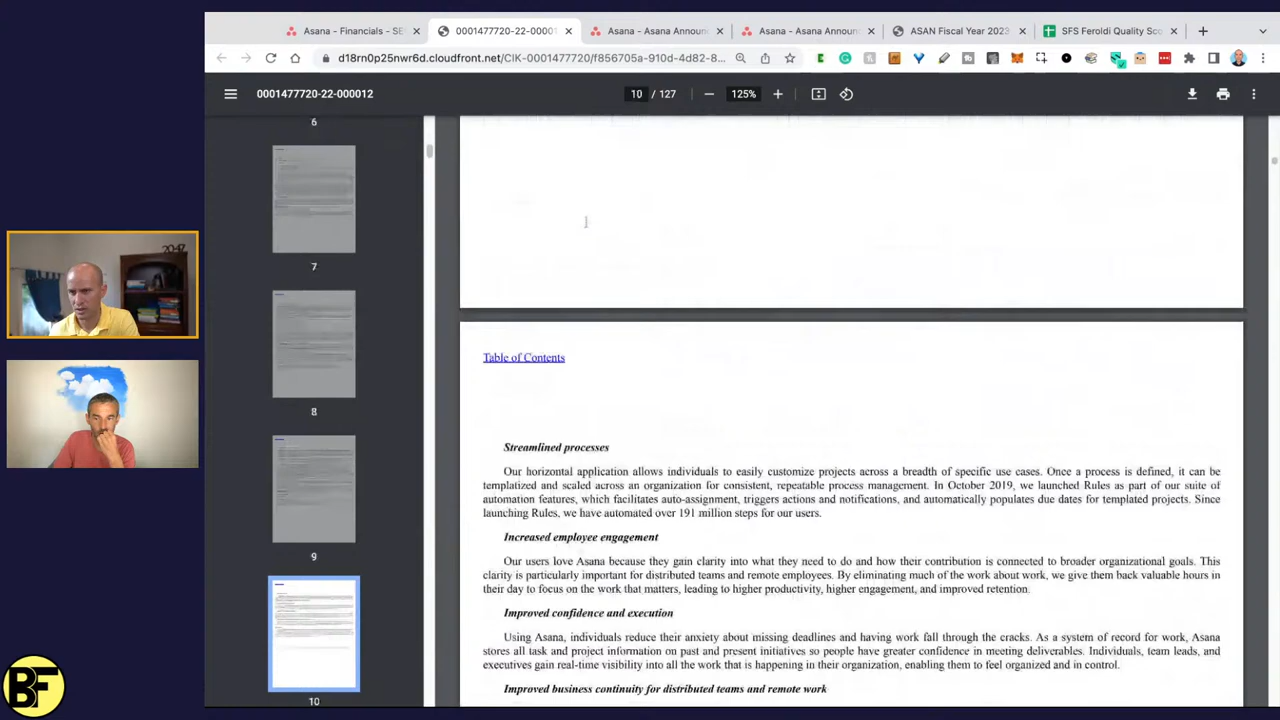 Asana - Financials - SE
0001477720-22-00001
Asana - Asana Announ
Asana - Asana Announ
ASAN Fiscal Year 2023
SFS Feroldi Quality Sco
d18rn0p25nwr6d.cloudfront.net/CIK-0001477720/f856705a-910d-4d82-8...
0001477720-22-000012
10 / 127
125%
6
7
8
9
10
Table of Contents
Streamlined processes
Our horizontal application allows individuals to easily customize projects across a breadth of specific use cases. Once a process is defined, it can be
templatized and scaled across an organization for consistent, repeatable process management. In October 2019, we launched Rules as part of our suite of
automation features, which facilitates auto-assignment, triggers actions and notifications, and automatically populates due dates for templated projects. Since
launching Rules, we have automated over 191 million steps for our users.
Increased employee engagement
Our users love Asana because they gain clarity into what they need to do and how their contribution is connected to broader organizational goals. This
clarity is particularly important for distributed teams and remote employees. By eliminating much of the work about work, we give them back valuable hours in
their day to focus on the work that matters, leading to higher productivity, higher engagement, and improved retention.
Improved confidence and execution
Using Asana, individuals reduce their anxiety about missing deadlines and having work fall through the cracks. As a system of record for work, Asana
stores all task and project information on past and present initiatives so people have greater confidence in meeting deliverables. Individuals, team leads, and
executives gain real-time visibility into all the work that is happening in their organization, enabling them to feel organized and in control.
Improved business continuity for distributed teams and remote work
BF